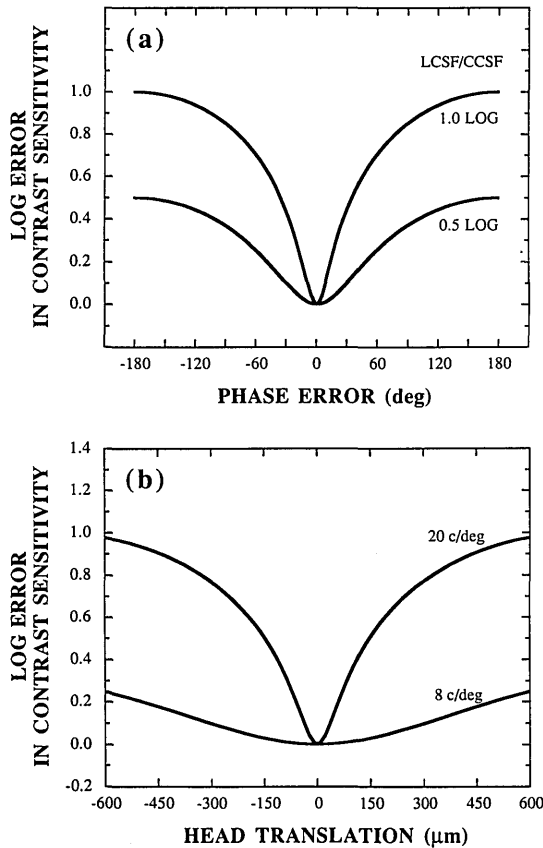 (a)
LCSF/CCSF
1.0 LOG
0.5 LOG
LOG ERROR
IN CONTRAST SENSITIVITY
1.0
0.8
0.6
0.4
0.2
0.0
-180 -120 -60 0 60 120 180
PHASE ERROR (deg)
(b)
20 c/deg
8 c/deg
LOG ERROR
IN CONTRAST SENSITIVITY
1.4
1.2
1.0
0.8
0.6
0.4
0.2
0.0
-0.2
-600 -450 -300 -150 0 150 300 450 600
HEAD TRANSLATION (μm)